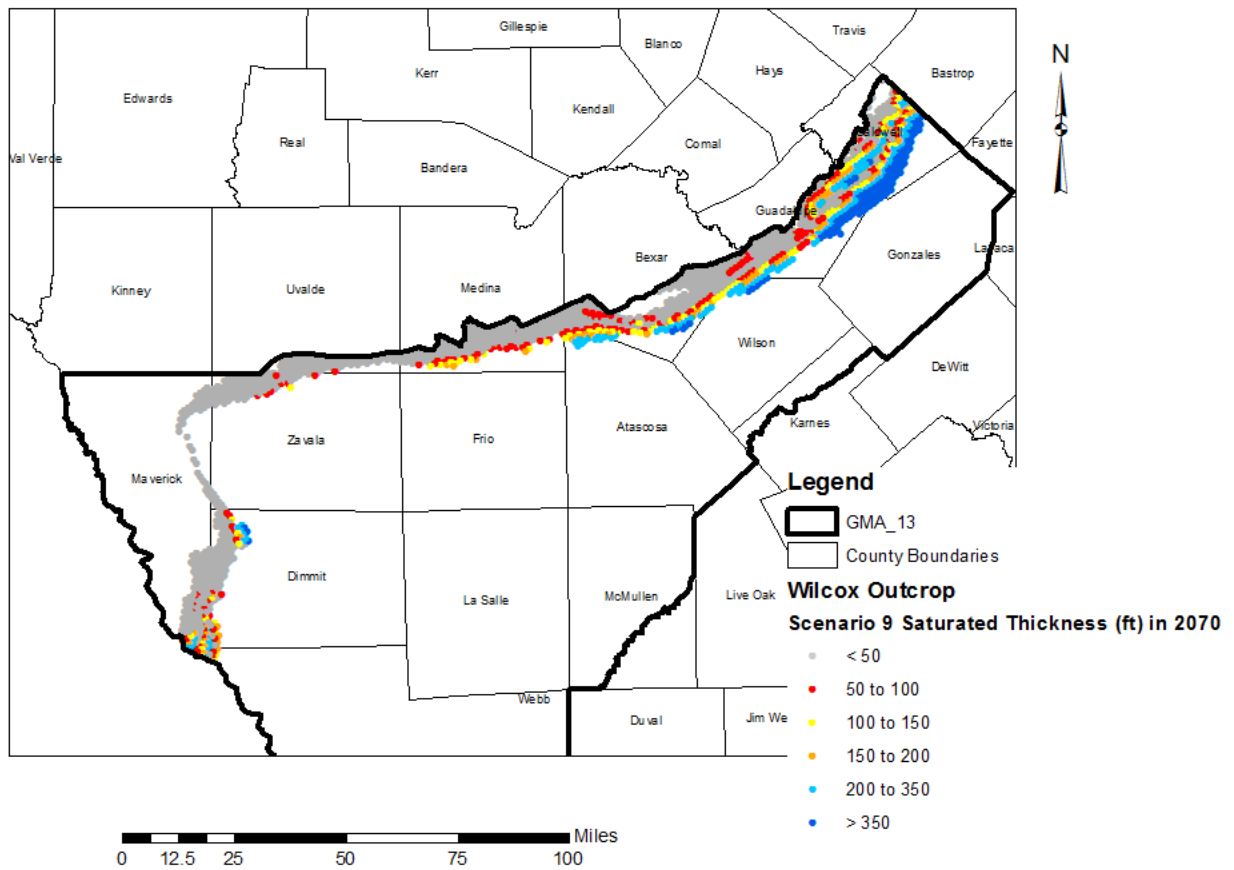 Gillespie
Travis
Blanco
N
Kerr
Hays
Bastrop
Edwards
Kendall
Real
Comal
Caldwell
Fayette
Val Verde
Bandera
Guadalupe
Lavaca
Bexar
Gonzales
Kinney
Uvalde
Medina
Wilson
DeWitt
Zavala
Frio
Atascosa
Karnes
Victoria
Maverick
Legend
GMA_13
County Boundaries
Dimmit
La Salle
McMullen
Live Oak
Wilcox Outcrop
Scenario 9 Saturated Thickness (ft) in 2070
< 50
50 to 100
Webb
Duval
Jim We
100 to 150
150 to 200
200 to 350
> 350
Miles
0 12.5 25 50 75 100